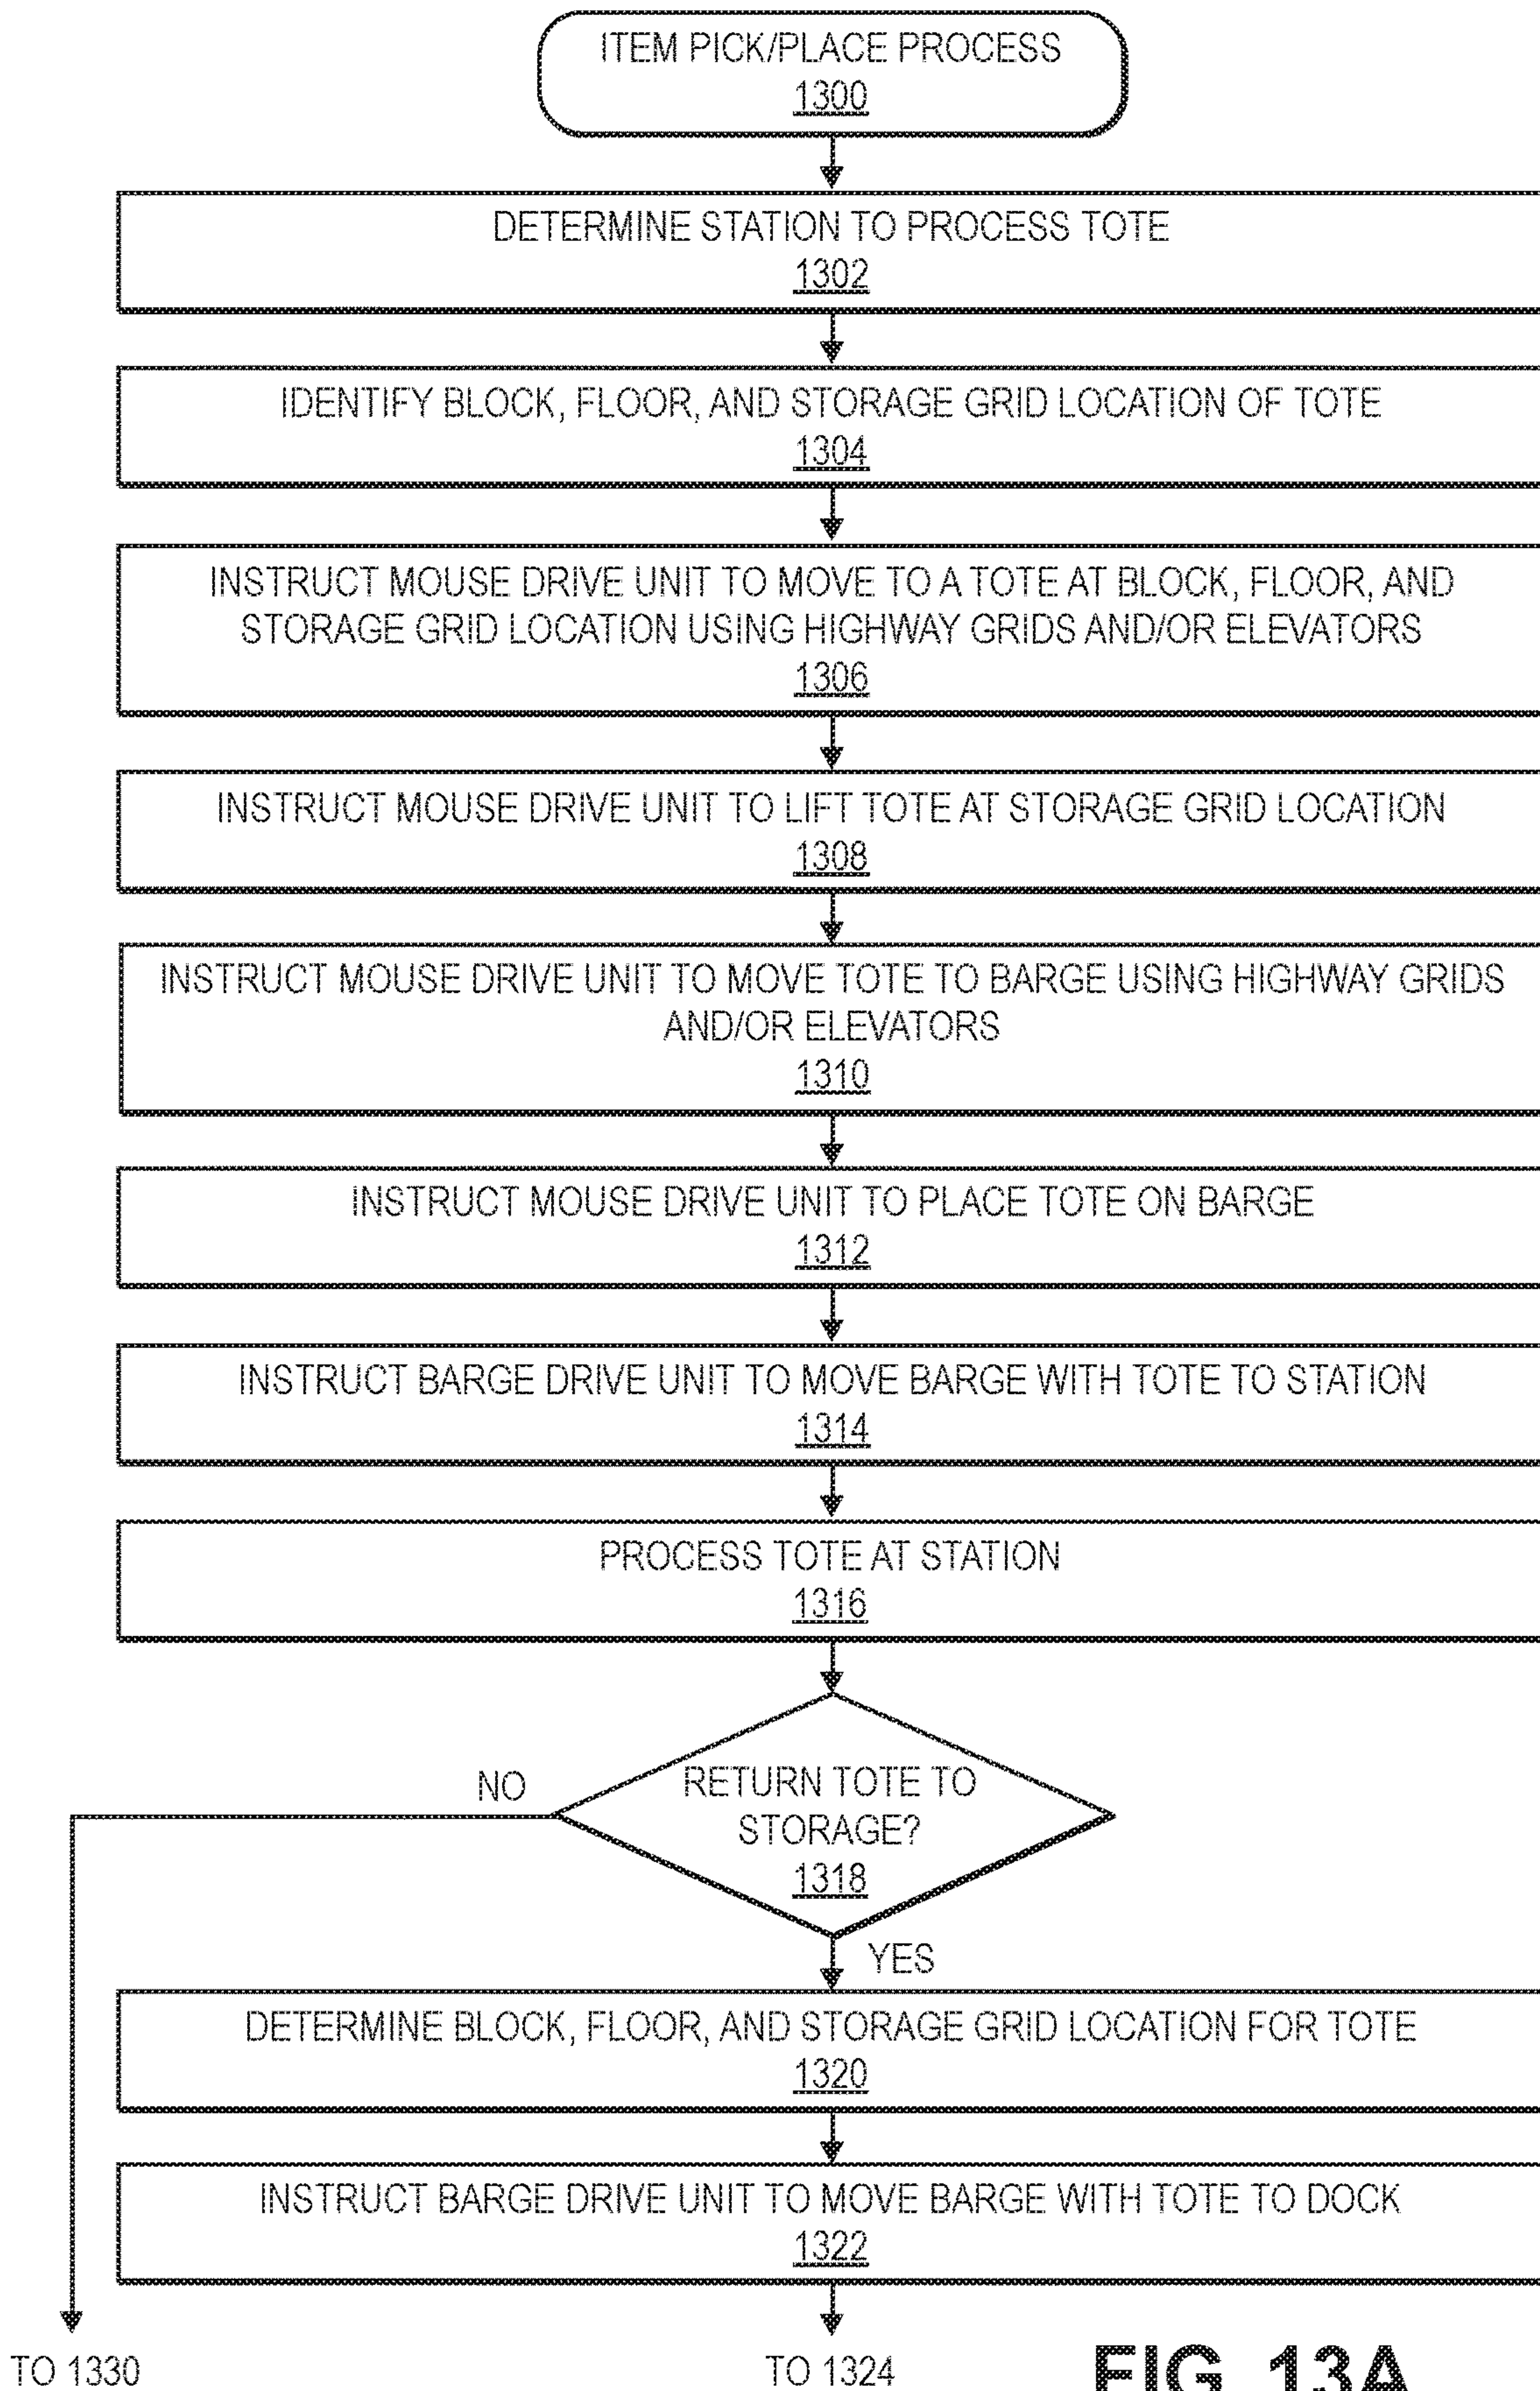 ITEM PICK/PLACE PROCESS
1300
DETERMINE STATION TO PROCESS TOTE
1302
IDENTIFY BLOCK, FLOOR, AND STORAGE GRID LOCATION OF TOTE
1304
INSTRUCT MOUSE DRIVE UNIT TO MOVE TO A TOTE AT BLOCK, FLOOR, AND
STORAGE GRID LOCATION USING HIGHWAY GRIDS AND/OR ELEVATORS
1306
INSTRUCT MOUSE DRIVE UNIT TO LIFT TOTE AT STORAGE GRID LOCATION
1308
INSTRUCT MOUSE DRIVE UNIT TO MOVE TOTE TO BARGE USING HIGHWAY GRIDS
AND/OR ELEVATORS
1310
INSTRUCT MOUSE DRIVE UNIT TO PLACE TOTE ON BARGE
1312
INSTRUCT BARGE DRIVE UNIT TO MOVE BARGE WITH TOTE TO STATION
1314
PROCESS TOTE AT STATION
1316
NO
RETURN TOTE TO
STORAGE?
1318
YES
DETERMINE BLOCK, FLOOR, AND STORAGE GRID LOCATION FOR TOTE
1320
INSTRUCT BARGE DRIVE UNIT TO MOVE BARGE WITH TOTE TO DOCK
1322
TO 1330
TO 1324
FIG. 13A